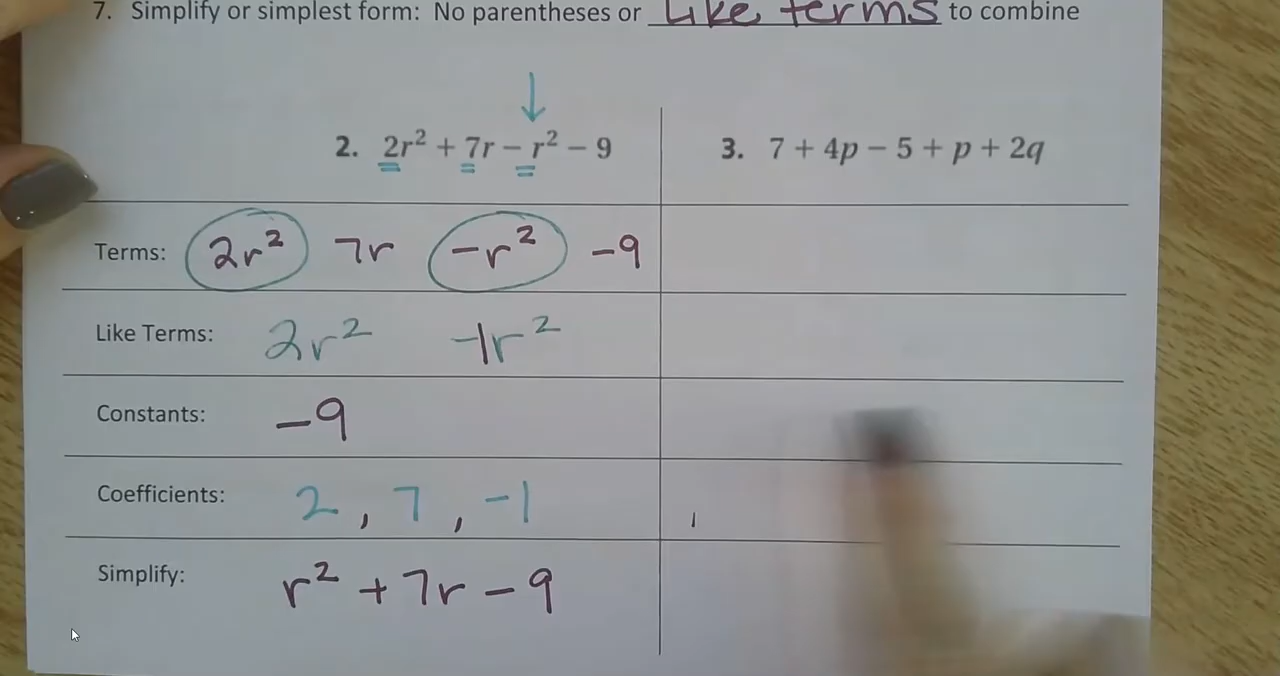 7. Simplify or simplest form: No parentheses or Like terms to combine
2. 2r² + 7r − r² − 9
3. 7 + 4p − 5 + p + 2q
Terms: 2r² 7r −r² −9
Like Terms: 2r² −1r²
Constants: −9
Coefficients: 2, 7, −1
Simplify: r² + 7r − 9